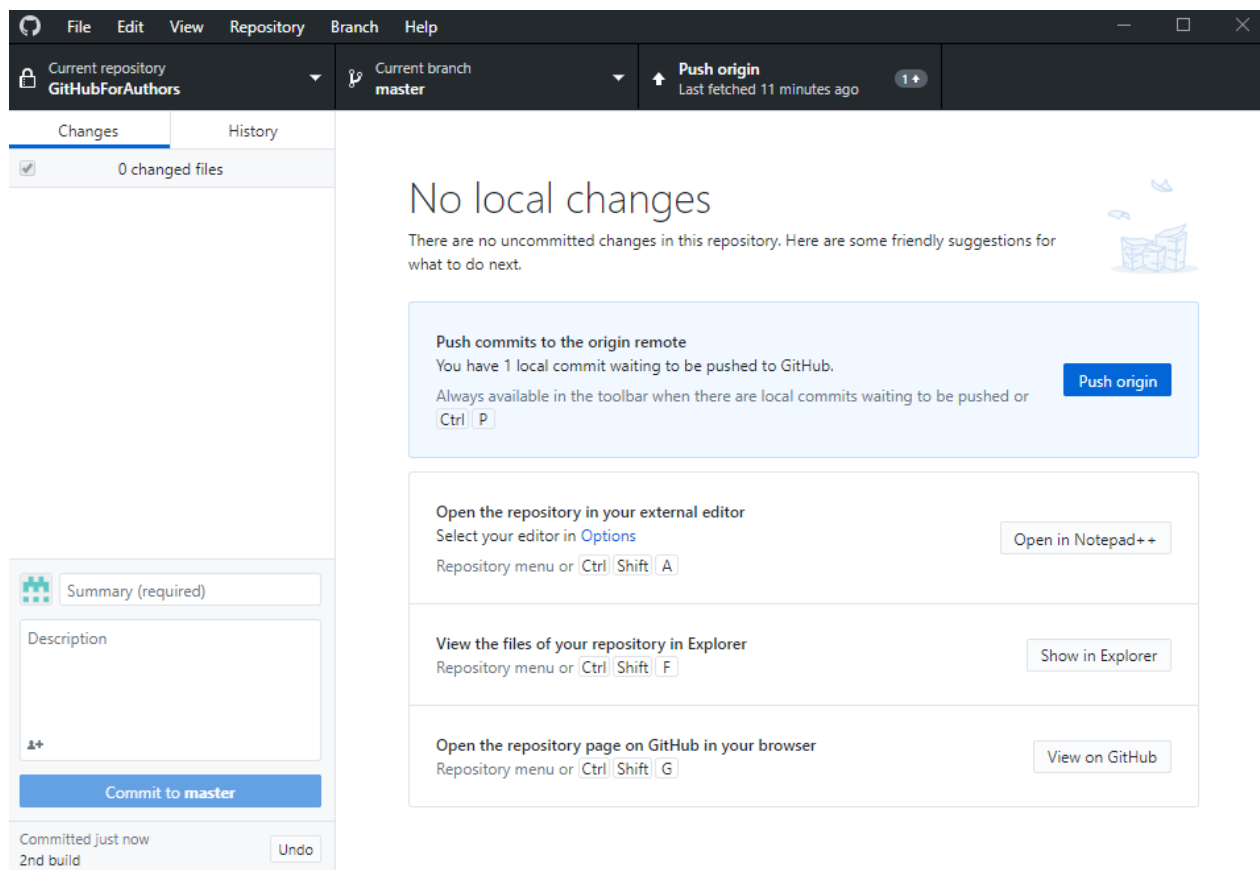 File Edit View Repository Branch Help
Current repository
GitHubForAuthors
Current branch
master
Push origin
Last fetched 11 minutes ago
1
Changes History
0 changed files
No local changes
There are no uncommitted changes in this repository. Here are some friendly suggestions for
what to do next.
Push commits to the origin remote
You have 1 local commit waiting to be pushed to GitHub.
Always available in the toolbar when there are local commits waiting to be pushed or
Ctrl P
Push origin
Open the repository in your external editor
Select your editor in Options
Repository menu or Ctrl Shift A
Open in Notepad++
View the files of your repository in Explorer
Repository menu or Ctrl Shift F
Show in Explorer
Open the repository page on GitHub in your browser
Repository menu or Ctrl Shift G
View on GitHub
Summary (required)
Description
Commit to master
Committed just now
2nd build
Undo